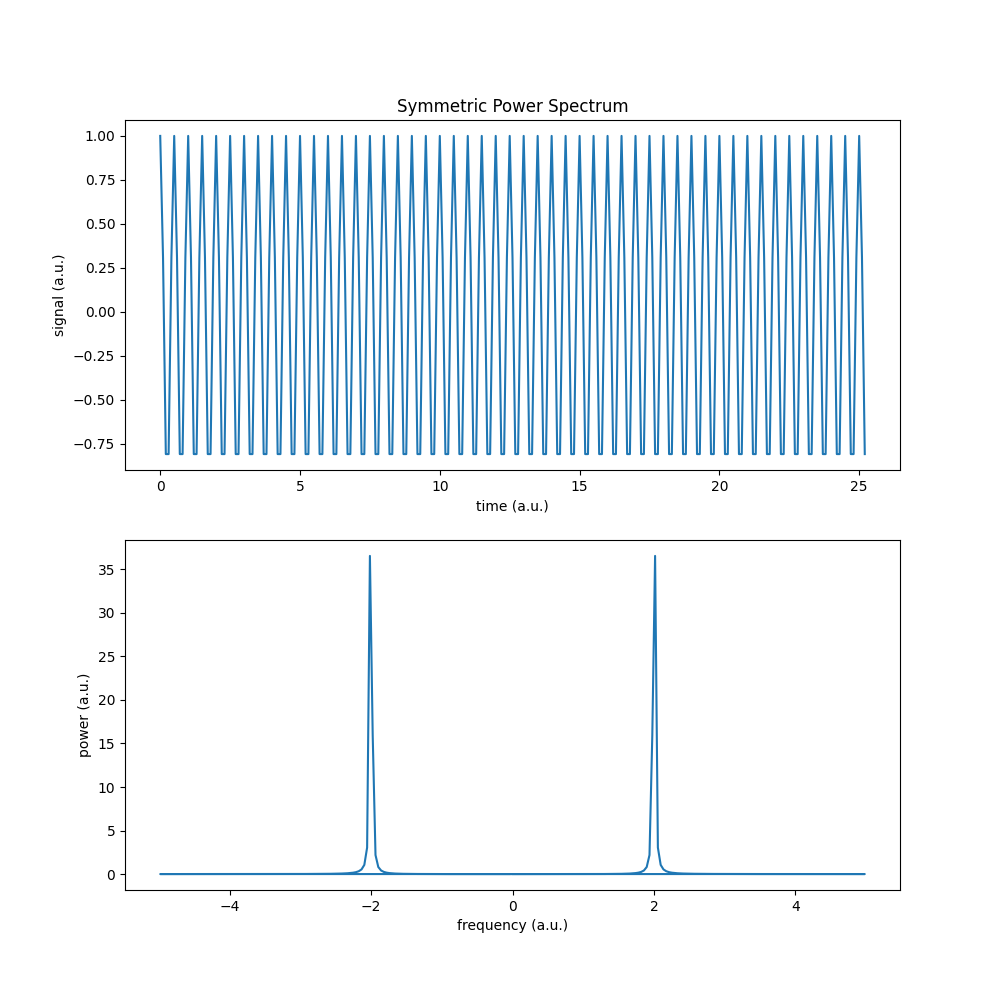 Symmetric Power Spectrum
1.00
0.75
0.50
0.25
0.00
−0.25
−0.50
−0.75
signal (a.u.)
0 5 10 15 20 25
time (a.u.)
35
30
25
20
15
10
5
0
power (a.u.)
−4 −2 0 2 4
frequency (a.u.)